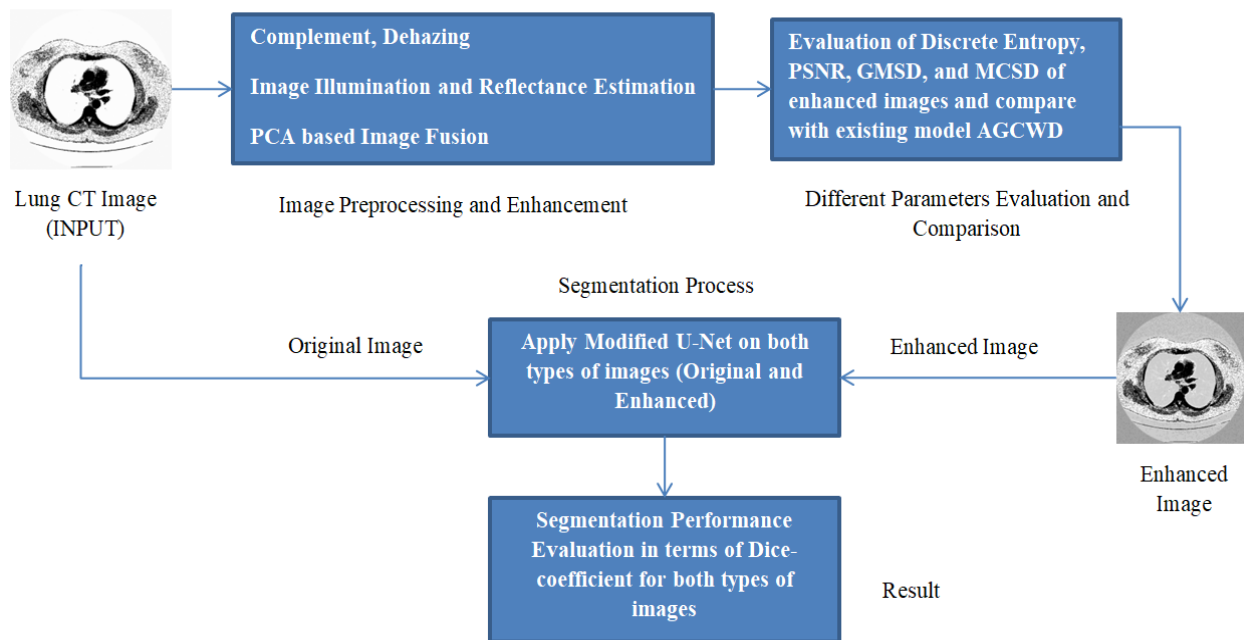 Complement, Dehazing
Image Illumination and Reflectance Estimation
PCA based Image Fusion
Evaluation of Discrete Entropy,
PSNR, GMSD, and MCSD of
enhanced images and compare
with existing model AGCWD
Lung CT Image
(INPUT)
Image Preprocessing and Enhancement
Different Parameters Evaluation and
Comparison
Segmentation Process
Original Image
Apply Modified U-Net on both
types of images (Original and
Enhanced)
Enhanced Image
Enhanced
Image
Segmentation Performance
Evaluation in terms of Dice-
coefficient for both types of
images
Result